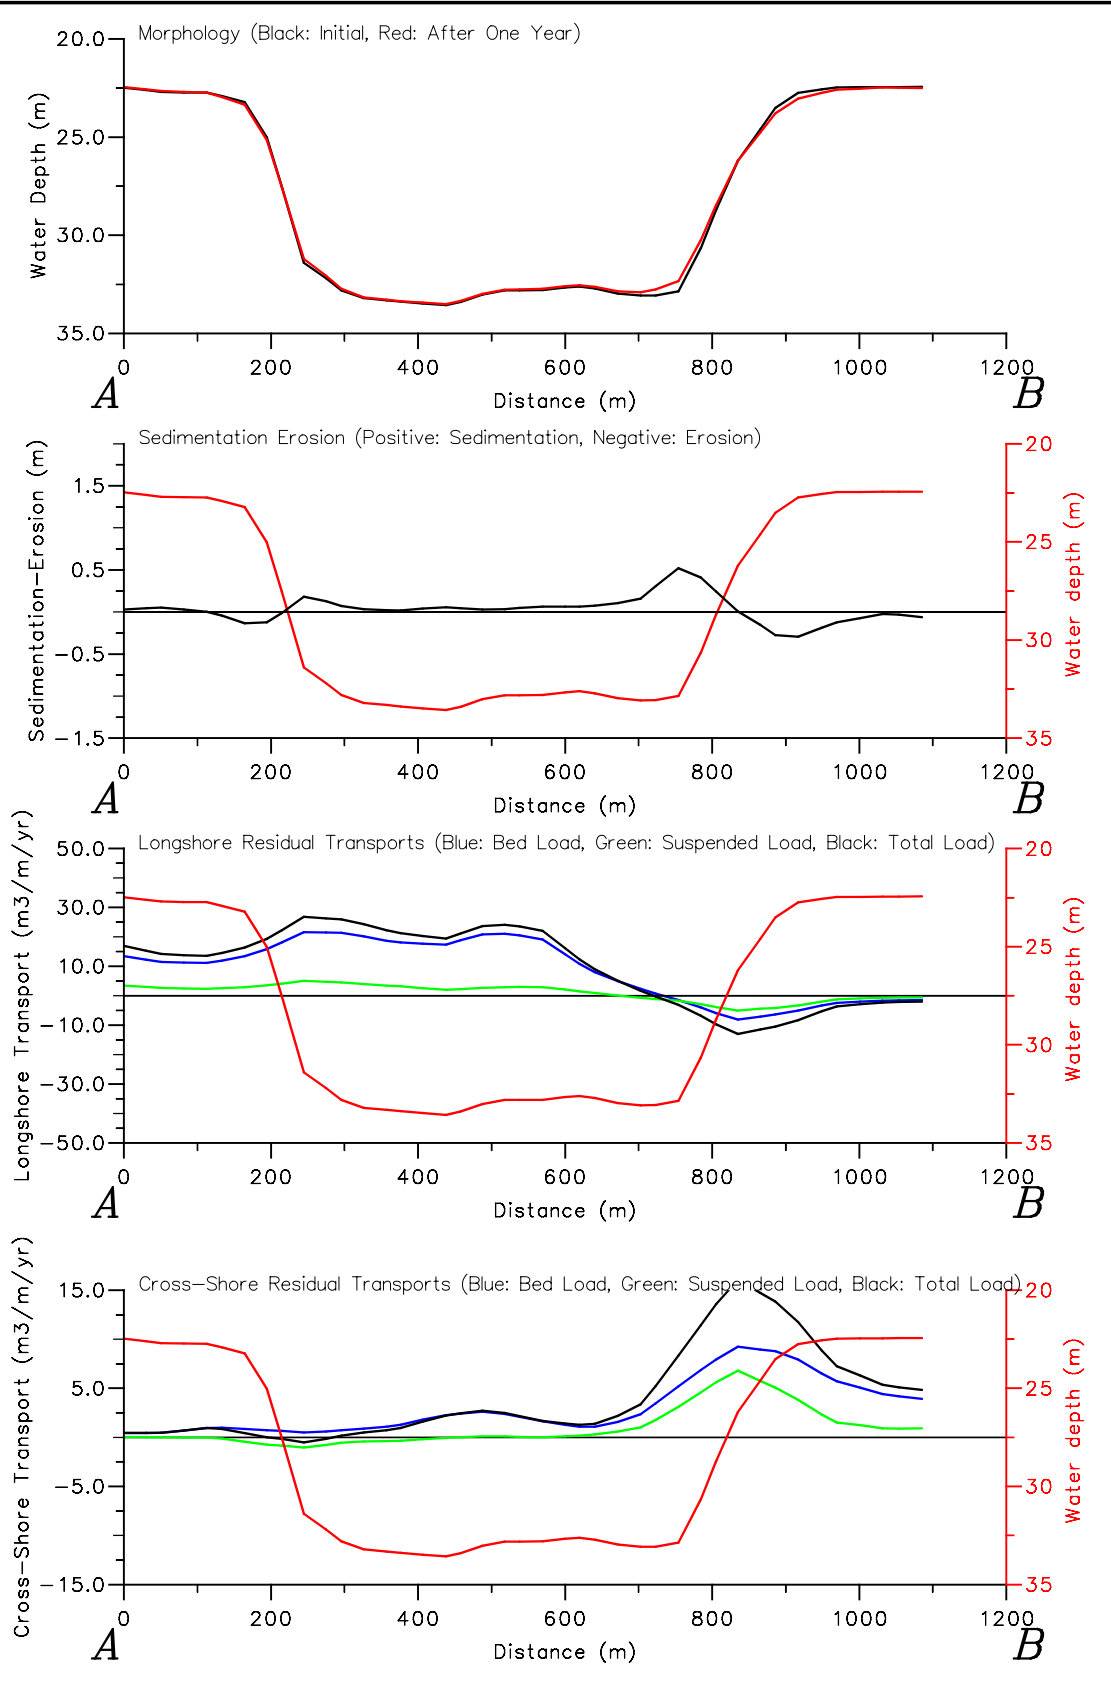 Morphology (Black: Initial, Red: After One Year)
20.0
25.0
30.0
35.0
Water Depth (m)
0 200 400 600 800 1000 1200
A Distance (m) B
Sedimentation Erosion (Positive: Sedimentation, Negative: Erosion)
1.5
0.5
-0.5
-1.5
Sedimentation-Erosion (m)
20
25
30
35
Water depth (m)
0 200 400 600 800 1000 1200
A Distance (m) B
Longshore Residual Transports (Blue: Bed Load, Green: Suspended Load, Black: Total Load)
50.0
30.0
10.0
-10.0
-30.0
-50.0
Longshore Transport (m3/m/yr)
20
25
30
35
Water depth (m)
0 200 400 600 800 1000 1200
A Distance (m) B
Cross-Shore Residual Transports (Blue: Bed Load, Green: Suspended Load, Black: Total Load)
15.0
5.0
-5.0
-15.0
Cross-Shore Transport (m3/m/yr)
20
25
30
35
Water depth (m)
0 200 400 600 800 1000 1200
A Distance (m) B